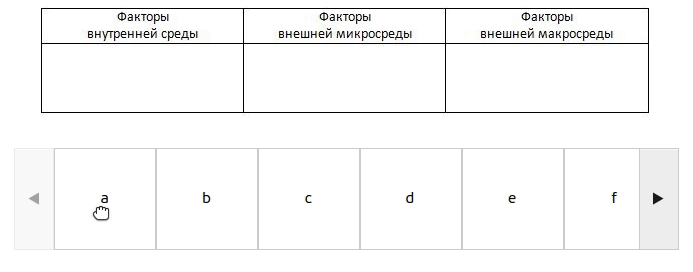 Факторы
внутренней среды
Факторы
внешней микросреды
Факторы
внешней макросреды
a b c d e f